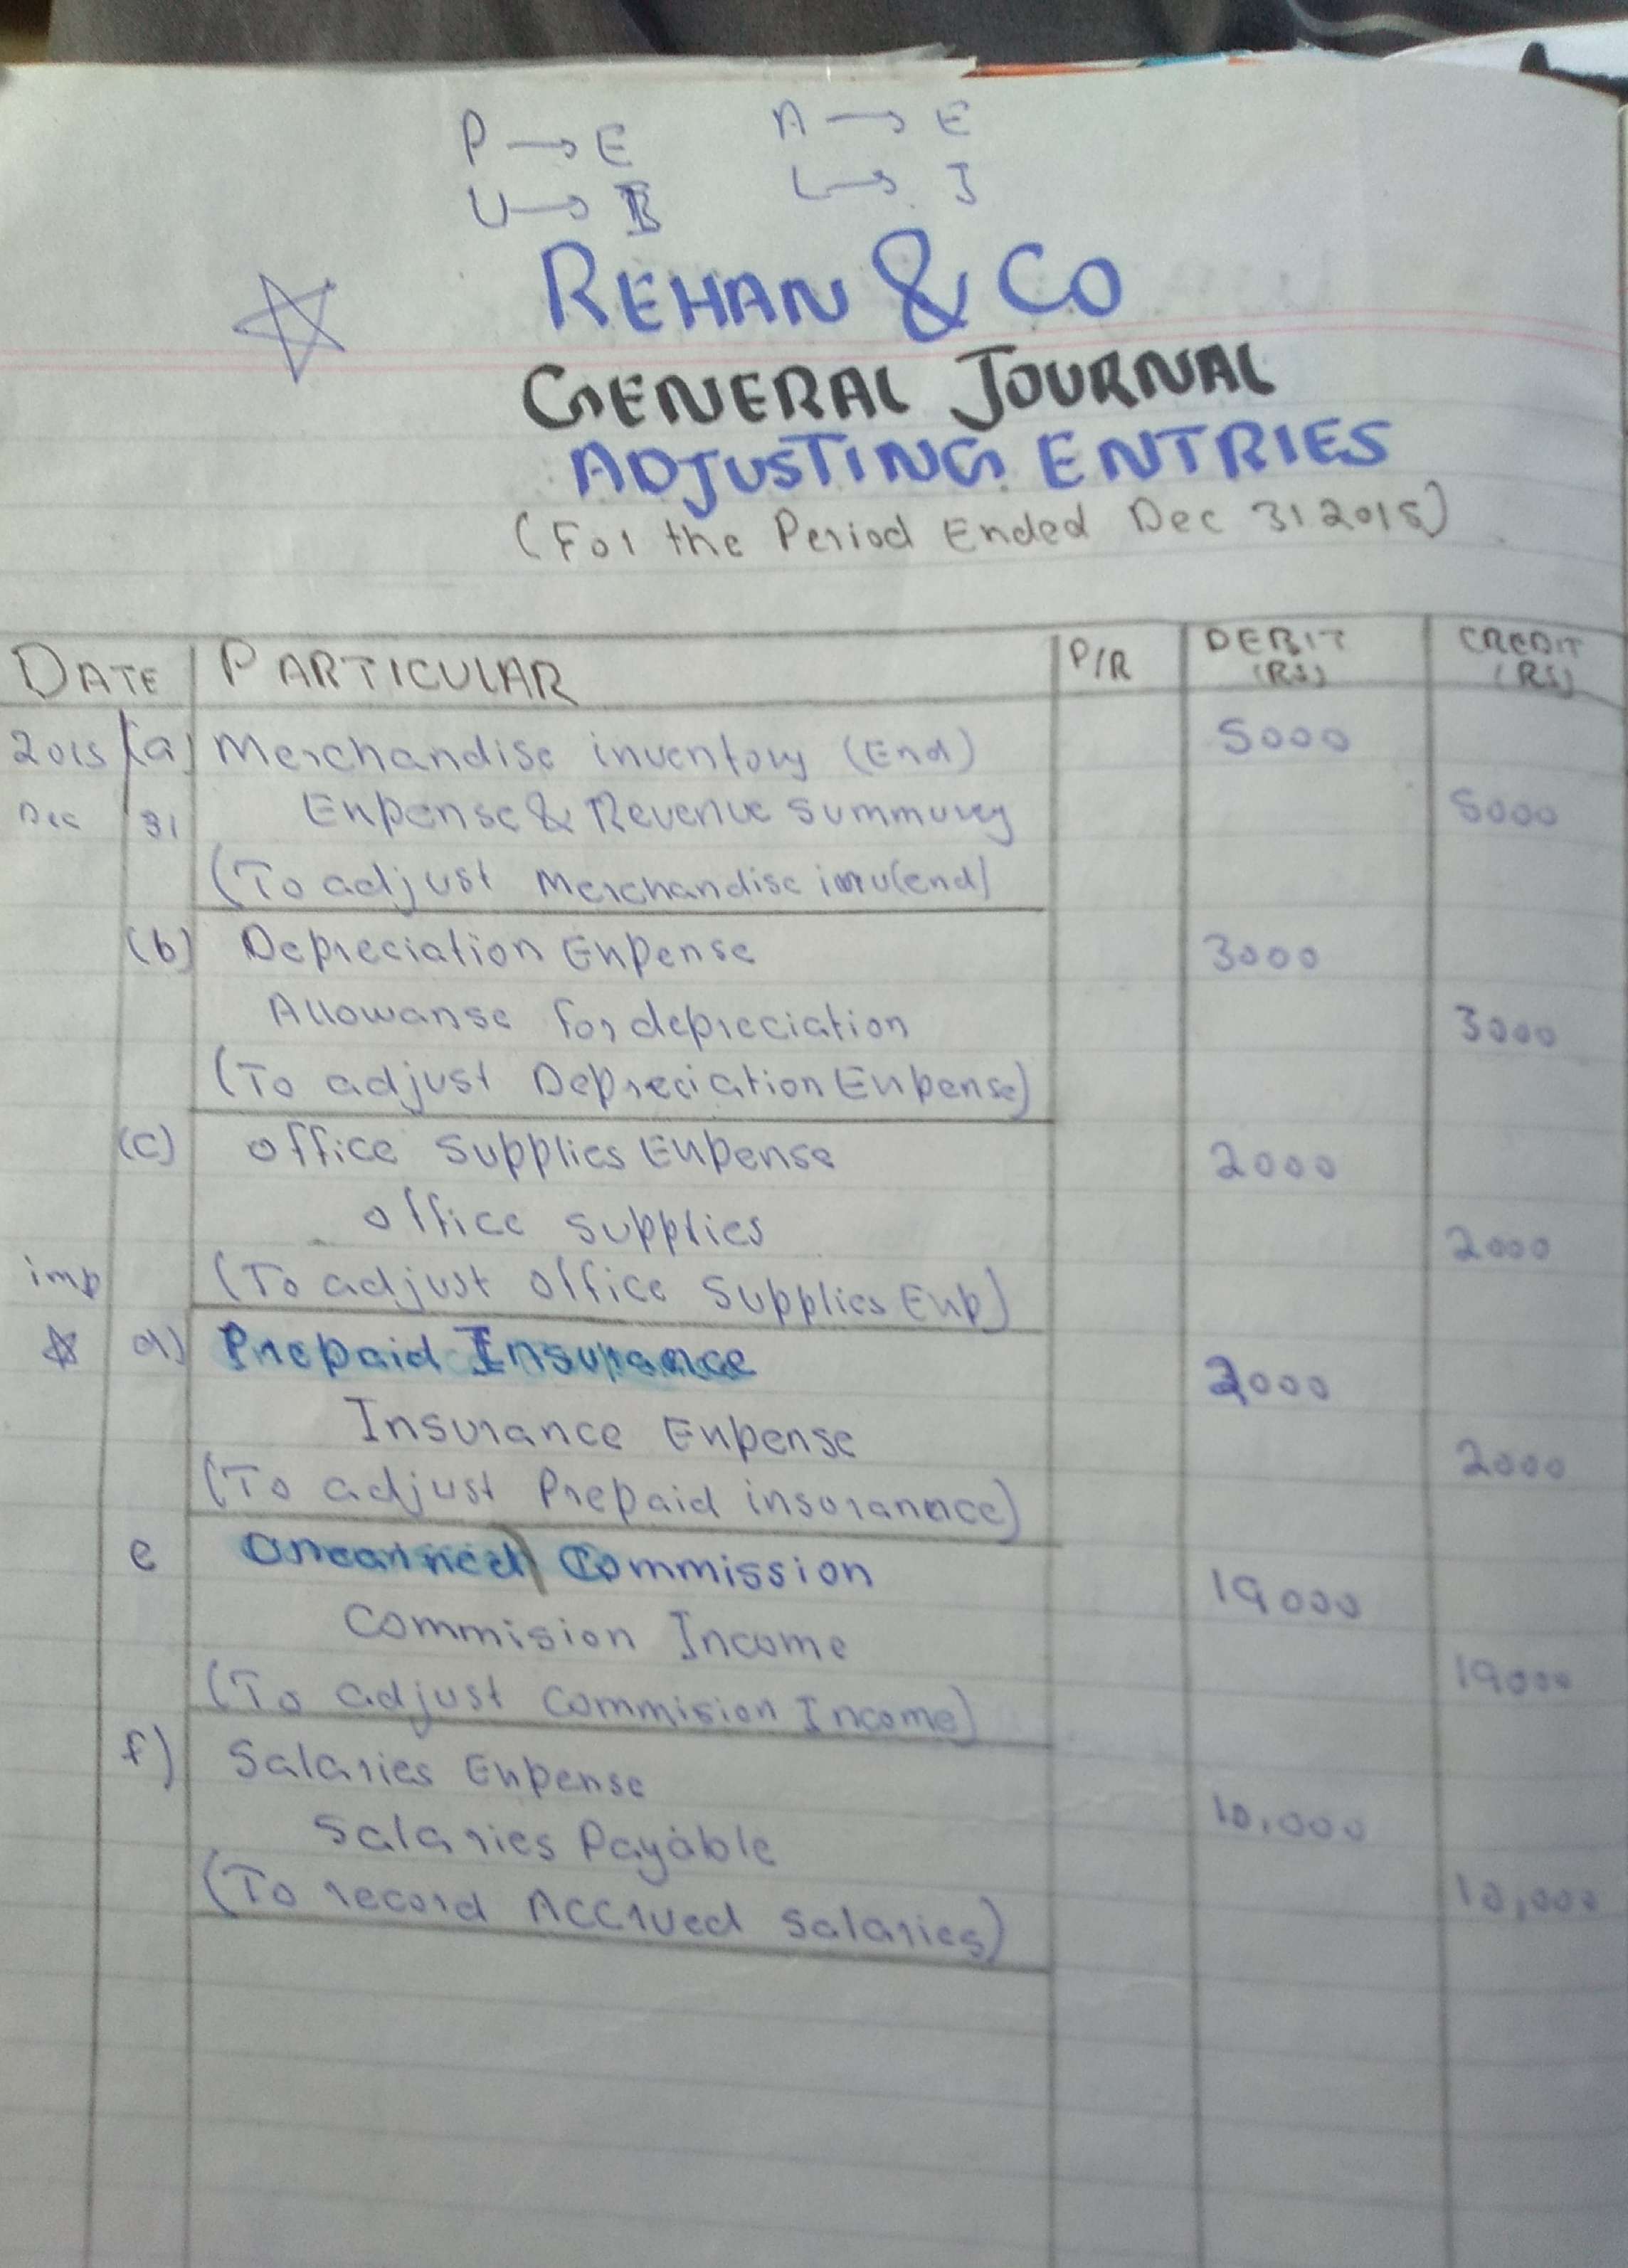 P → E    A → E
U → R    L → I
REHAN & CO
GENERAL JOURNAL
ADJUSTING ENTRIES
(For the Period Ended Dec 31 2015)
DATE PARTICULAR P/R DEBIT (RS) CREDIT (RS)
2015 (a) Merchandise inventory (End) 5000
Dec 31 Expense & Revenue Summury 5000
(To adjust Merchandise inv(end)
(b) Depreciation Expense 3000
Allowanse for depreciation 3000
(To adjust Depreciation Expense)
(c) office Supplies Expense 2000
office supplies 2000
imp (To adjust office Supplies Exp)
d) Prepaid Insurance 2000
Insurance Expense 2000
(To adjust Prepaid insurannce)
e Unearned Commission 19000
Commision Income 19000
(To adjust Commision Income)
f) Salaries Expense 10,000
Salaries Payable 10,000
(To record Accrued Salaries)